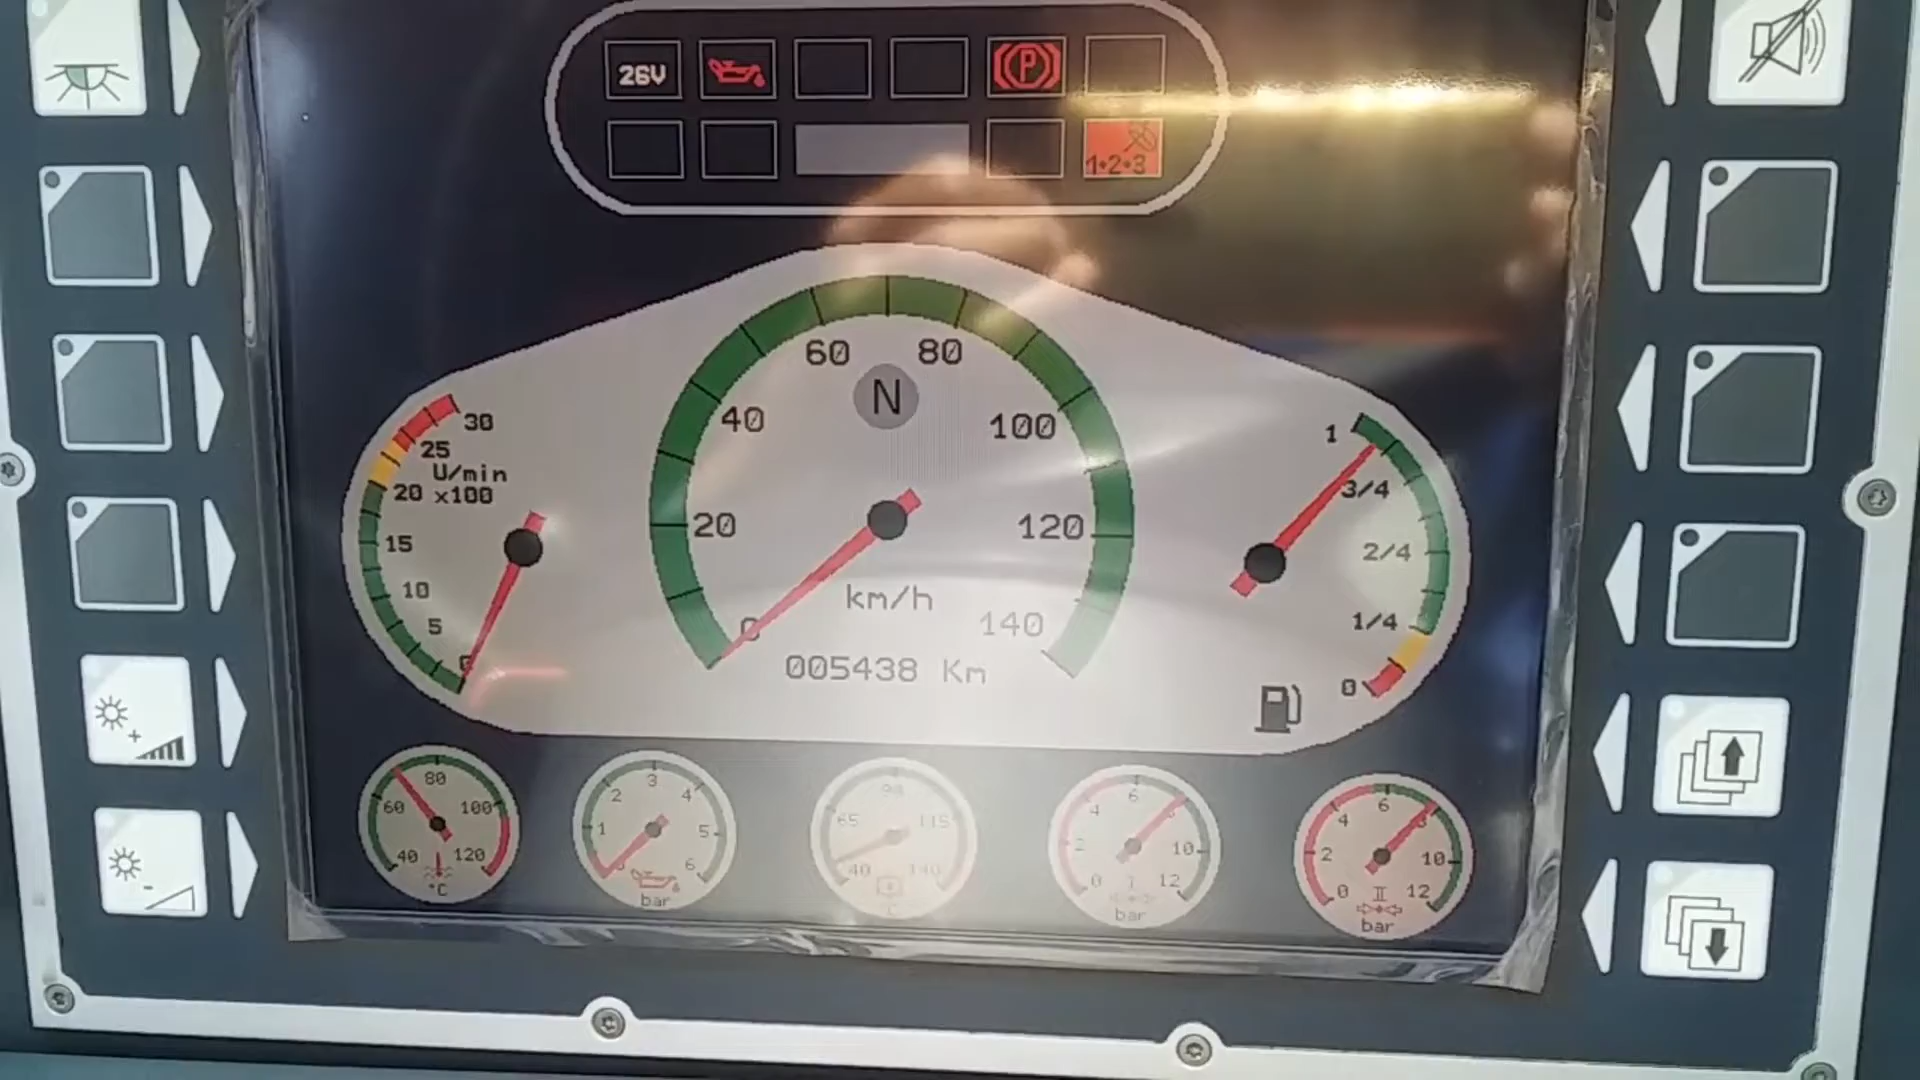 26V
P
1•2•3
60 80
N
40 100
30
25
U/min
20 x100
1
3/4
20 120
15
2/4
10
km/h
5
1/4
0 140
0
005438 Km
0
80
60 100
40 120
°C
3
2 4
1 5
6
bar
90
65 115
40 140
6
4
2 10
0 12
I
bar
6
4 8
2 10
0 12
II
bar